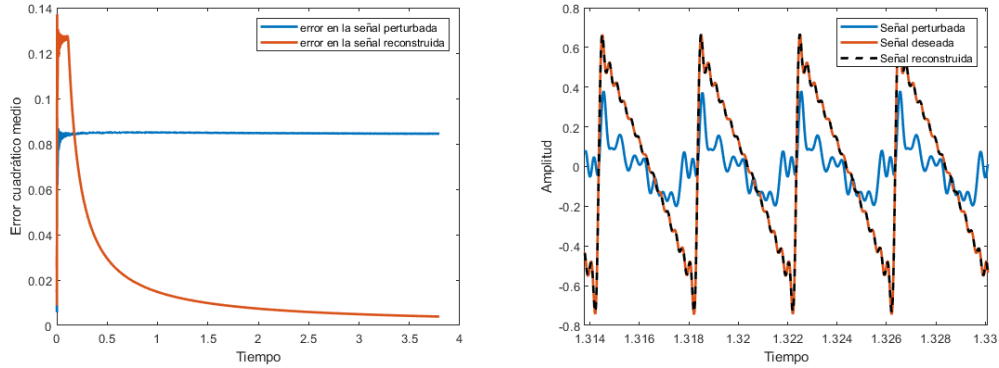 0.14
0.12
0.1
0.08
0.06
0.04
0.02
0
Error cuadrático medio
error en la señal perturbada
error en la señal reconstruida
0 0.5 1 1.5 2 2.5 3 3.5 4
Tiempo
0.8
0.6
0.4
0.2
0
-0.2
-0.4
-0.6
-0.8
Amplitud
Señal perturbada
Señal deseada
Señal reconstruida
1.314 1.316 1.318 1.32 1.322 1.324 1.326 1.328 1.33
Tiempo